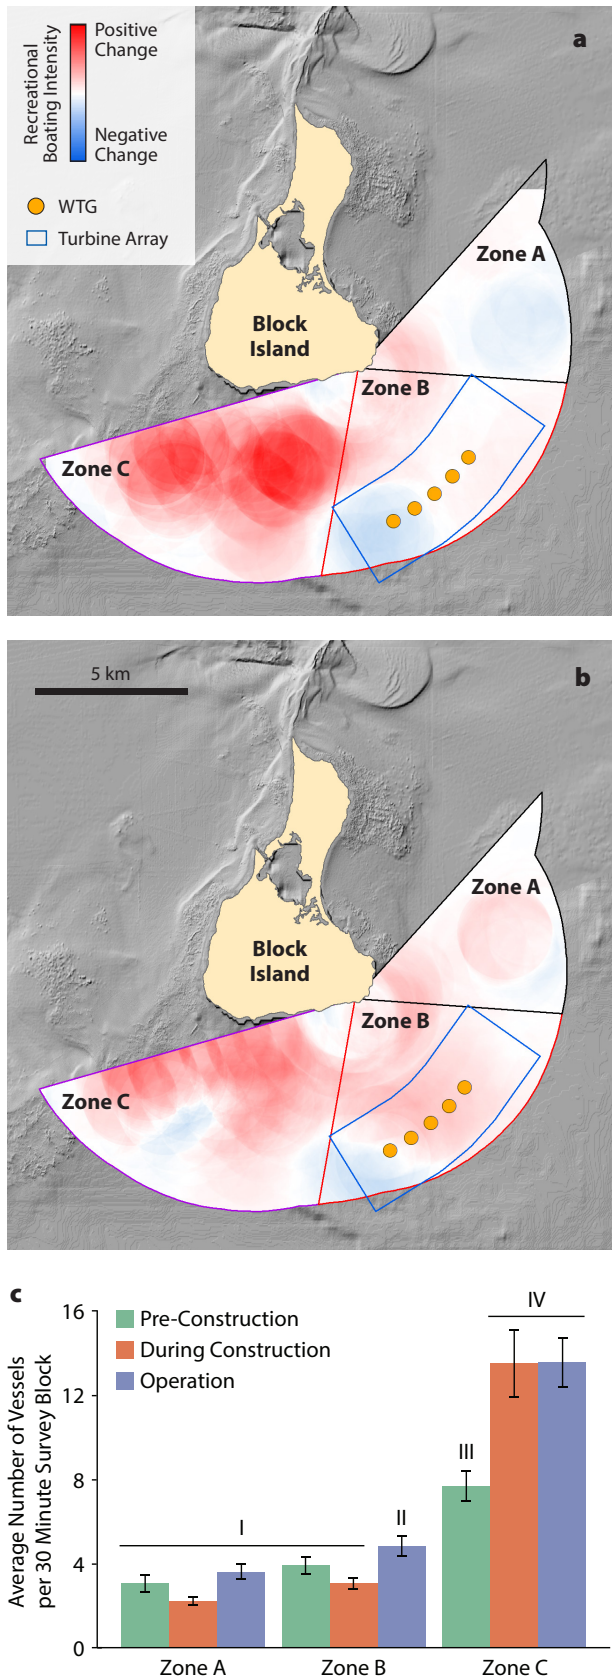 a
Positive
Change
Recreational
Boating Intensity
Negative
Change
WTG
Turbine Array
Zone A
Block
Island
Zone B
Zone C
b
5 km
Zone A
Block
Island
Zone B
Zone C
c
16
12
8
4
0
Average Number of Vessels
per 30 Minute Survey Block
Pre-Construction
During Construction
Operation
I
II
III
IV
Zone A
Zone B
Zone C